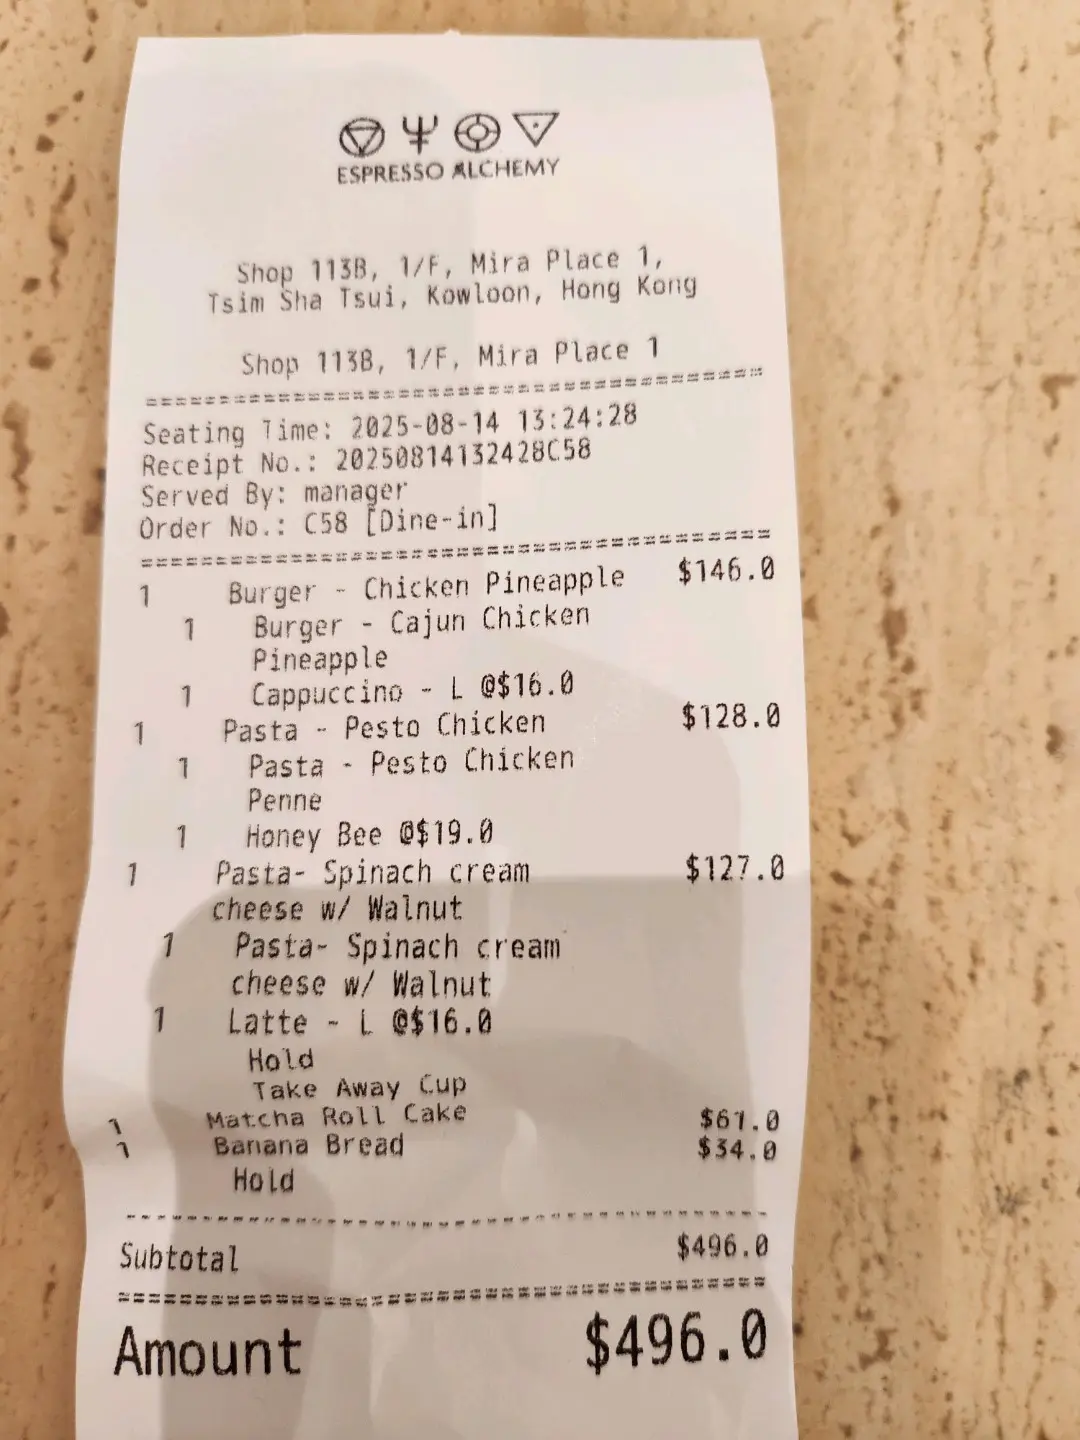 ESPRESSO ALCHEMY
Shop 113B, 1/F, Mira Place 1,
Tsim Sha Tsui, Kowloon, Hong Kong
Shop 113B, 1/F, Mira Place 1
===========================================
Seating Time: 2025-08-14 13:24:28
Receipt No.: 20250814132428C58
Served By: manager
Order No.: C58 [Dine-in]
===========================================
1 Burger - Chicken Pineapple $146.0
1 Burger - Cajun Chicken
Pineapple
1 Cappuccino - L @$16.0
1 Pasta - Pesto Chicken $128.0
1 Pasta - Pesto Chicken
Penne
1 Honey Bee @$19.0
1 Pasta- Spinach cream $127.0
cheese w/ Walnut
1 Pasta- Spinach cream
cheese w/ Walnut
1 Latte - L @$16.0
Hold
Take Away Cup
1 Matcha Roll Cake $61.0
1 Banana Bread $34.0
Hold
-------------------------------------------
Subtotal $496.0
===========================================
Amount $496.0